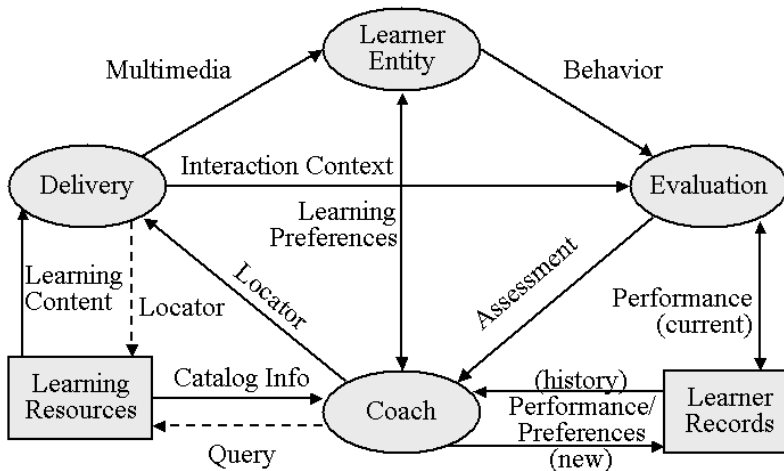 Learner
Entity
Multimedia
Behavior
Delivery
Interaction Context
Evaluation
Learning
Preferences
Learning
Content
Locator
Locator
Assessment
Performance
(current)
Learning
Resources
Catalog Info
Coach
(history)
Performance/
Preferences
(new)
Learner
Records
Query